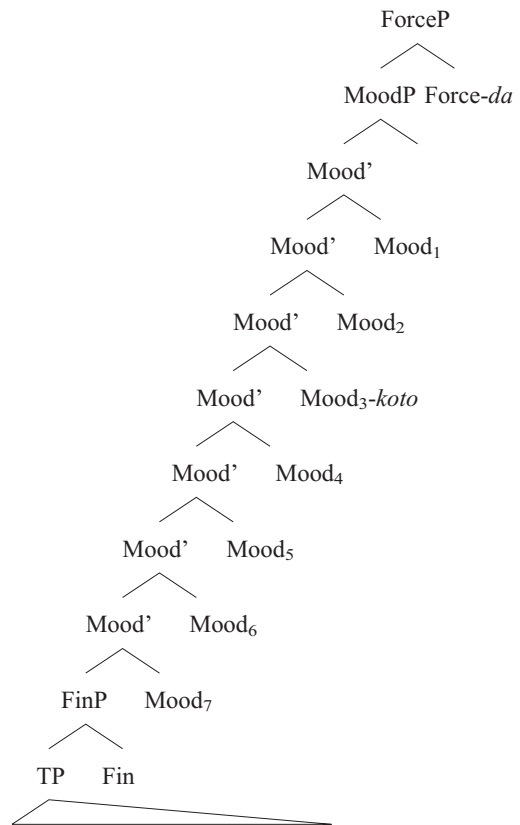 ForceP
MoodP Force-da
Mood’
Mood’ Mood₁
Mood’ Mood₂
Mood’ Mood₃-koto
Mood’ Mood₄
Mood’ Mood₅
Mood’ Mood₆
FinP Mood₇
TP Fin